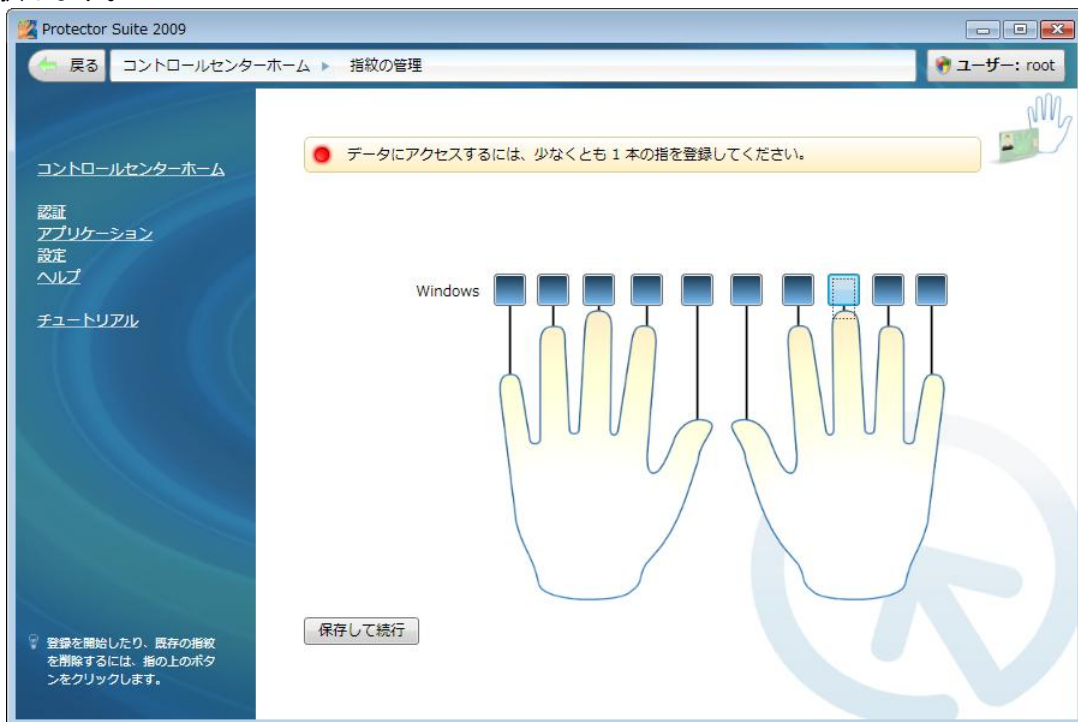 Protector Suite 2009
戻る
コントロールセンターホーム
指紋の管理
ユーザー: root
コントロールセンターホーム
認証
アプリケーション
設定
ヘルプ
チュートリアル
データにアクセスするには、少なくとも 1 本の指を登録してください。
Windows
保存して続行
登録を開始したり、既存の指紋
を削除するには、指の上のボタ
ンをクリックします。